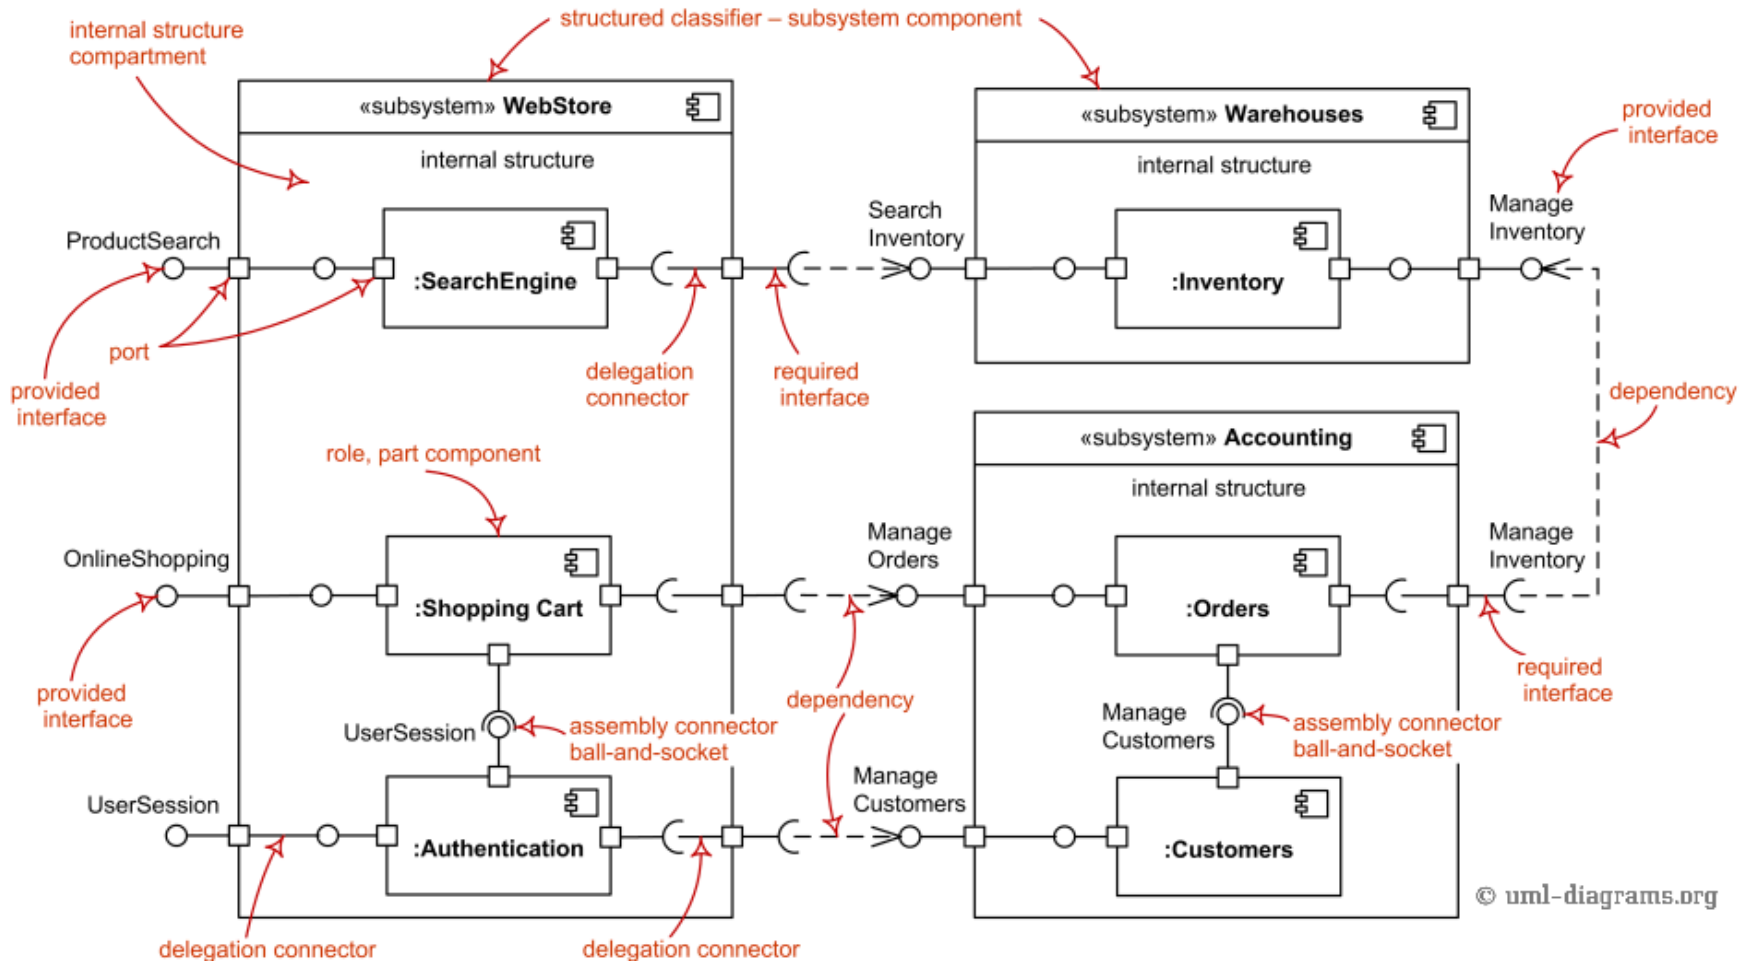 structured classifier – subsystem component
internal structure
compartment
«subsystem» WebStore
internal structure
«subsystem» Warehouses
internal structure
provided
interface
ProductSearch
:SearchEngine
Search
Inventory
:Inventory
Manage
Inventory
port
provided
interface
delegation
connector
required
interface
dependency
role, part component
«subsystem» Accounting
internal structure
OnlineShopping
:Shopping Cart
Manage
Orders
:Orders
Manage
Inventory
provided
interface
dependency
required
interface
UserSession
assembly connector
ball-and-socket
Manage
Customers
assembly connector
ball-and-socket
UserSession
:Authentication
Manage
Customers
:Customers
© uml-diagrams.org
delegation connector
delegation connector